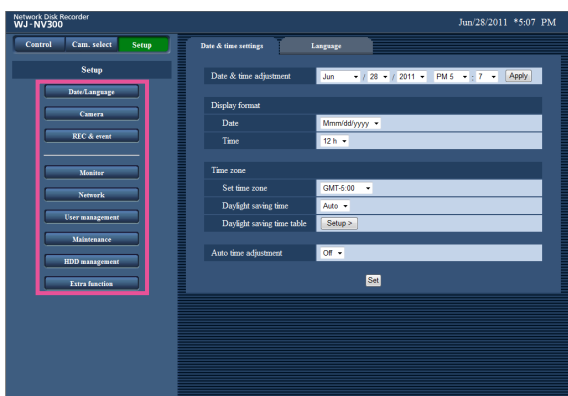 Network Disk Recorder
WJ-NV300
Jun/28/2011 *5:07 PM
Control Cam. select Setup
Setup
Date/Language
Camera
REC & event
Monitor
Network
User management
Maintenance
HDD management
Extra function
Date & time settings Language
Date & time adjustment Jun / 28 / 2011 PM 5 : 7 Apply
Display format
Date Mmm/dd/yyyy
Time 12 h
Time zone
Set time zone GMT-5:00
Daylight saving time Auto
Daylight saving time table Setup >
Auto time adjustment Off
Set